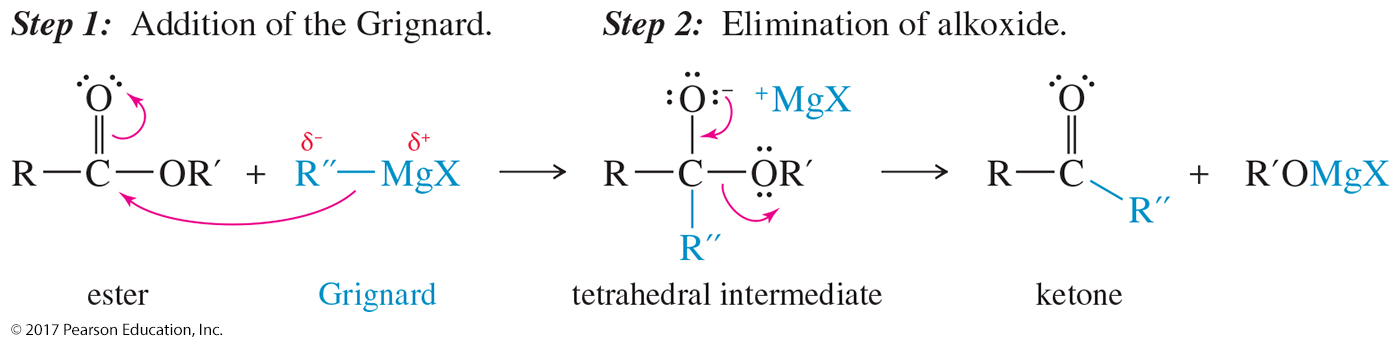 Step 1: Addition of the Grignard. Step 2: Elimination of alkoxide.
:O: :Ö:⁻ ⁺MgX :O:
δ⁻ δ⁺
R—C—OR′ + R″—MgX ⟶ R—C—ÖR′ ⟶ R—C + R′OMgX
R″ R″
ester Grignard tetrahedral intermediate ketone
© 2017 Pearson Education, Inc.